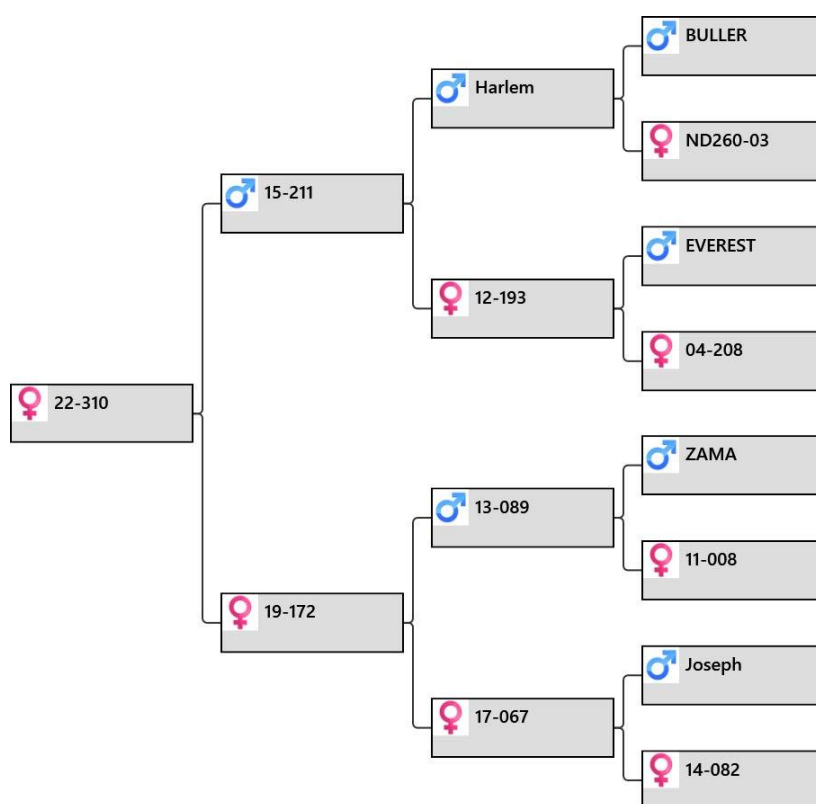 BULLER
Harlem
ND260-03
15-211
EVEREST
12-193
04-208
22-310
ZAMA
13-089
11-008
19-172
Joseph
17-067
14-082